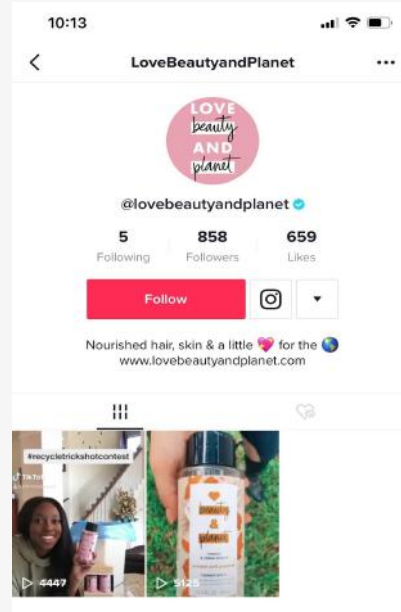 10:13
LoveBeautyandPlanet
LOVE
beauty
AND
planet
@lovebeautyandplanet
5 858 659
Following Followers Likes
Follow
Nourished hair, skin & a little 💖 for the 🌎
www.lovebeautyandplanet.com
#recycletrickshotcontest
TikTok
beauty
&
planet
4447
5125